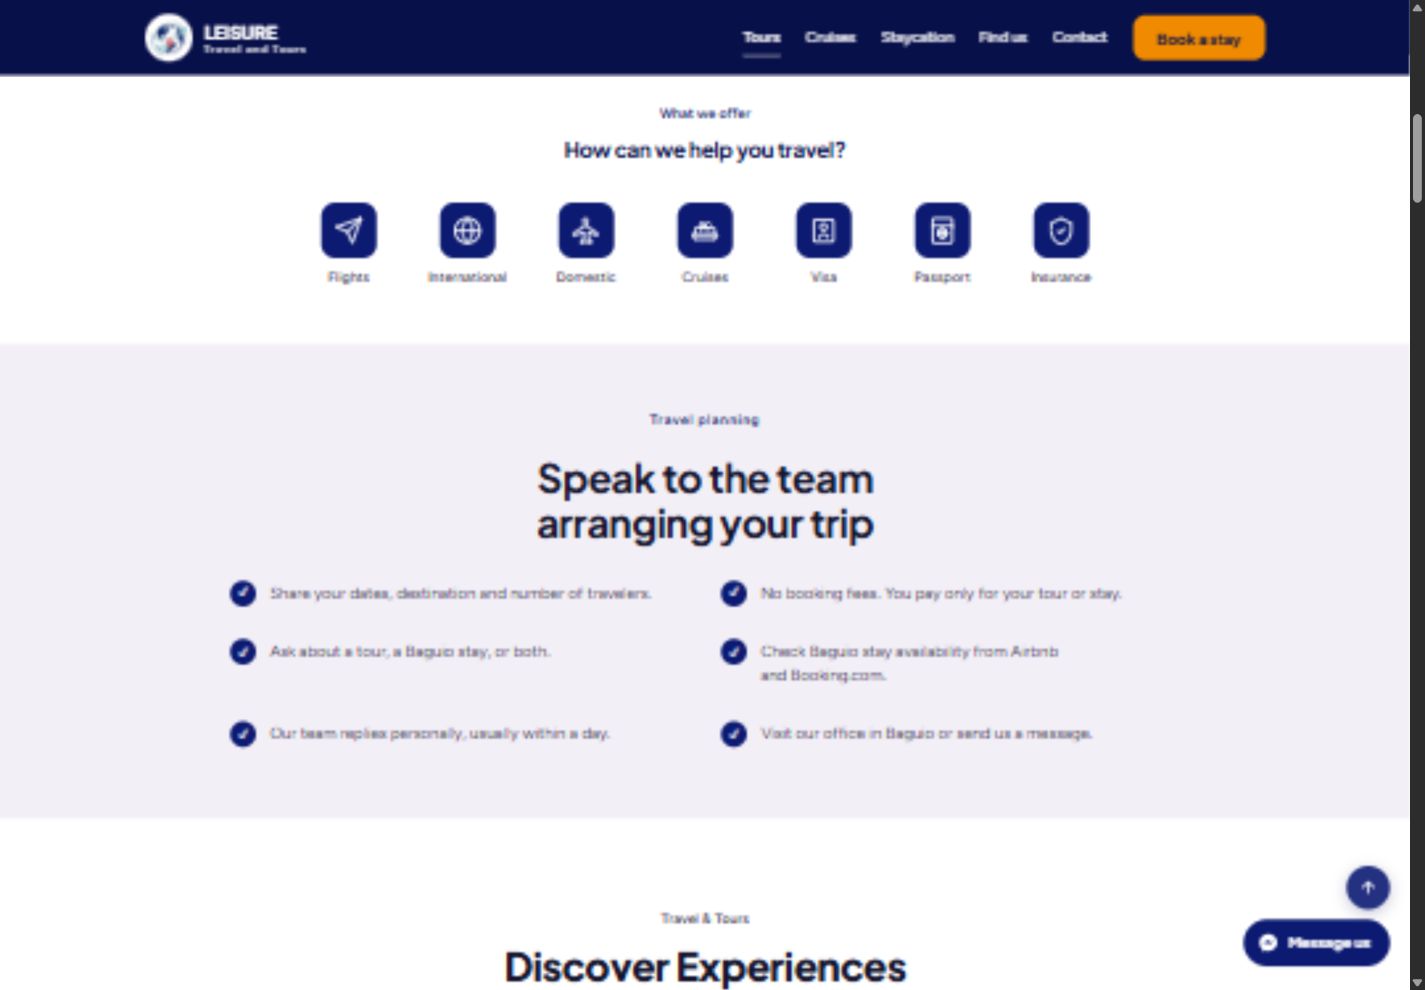 LEISURE
Travel and Tours
Tours
Cruises
Staycation
Find us
Contact
Book a stay
What we offer
How can we help you travel?
Flights
International
Domestic
Cruises
Visa
Passport
Insurance
Travel planning
Speak to the team
arranging your trip
Share your dates, destination and number of travelers.
No booking fees. You pay only for your tour or stay.
Ask about a tour, a Baguio stay, or both.
Check Baguio stay availability from Airbnb
and Booking.com.
Our team replies personally, usually within a day.
Visit our office in Baguio or send us a message.
Travel & Tours
Discover Experiences
Message us